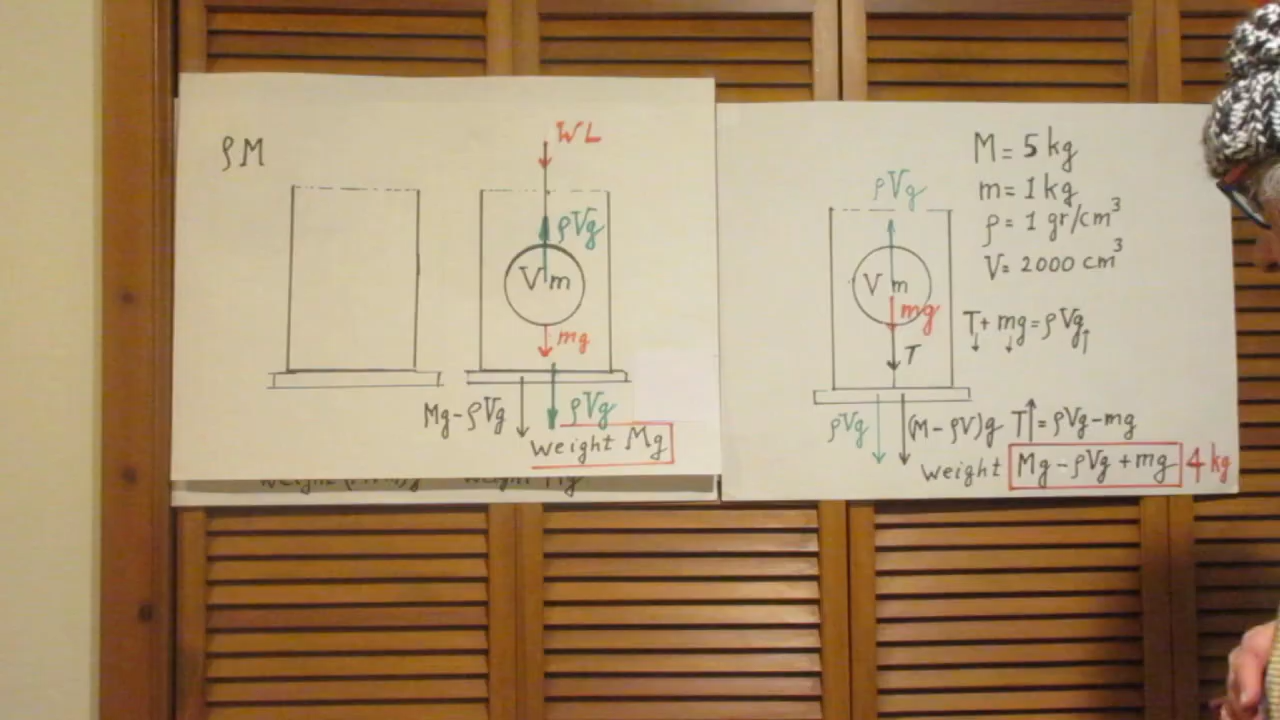 ρM
WL
ρVg
V m
mg
Mg-ρVg
ρVg
weight Mg
ρVg
V m
mg
T
ρVg
(M-ρV)g
M= 5 kg
m= 1 kg
ρ= 1 gr/cm³
V= 2000 cm³
T↓+mg↓=ρVg↑
T↑=ρVg-mg
weight Mg-ρVg+mg 4 kg